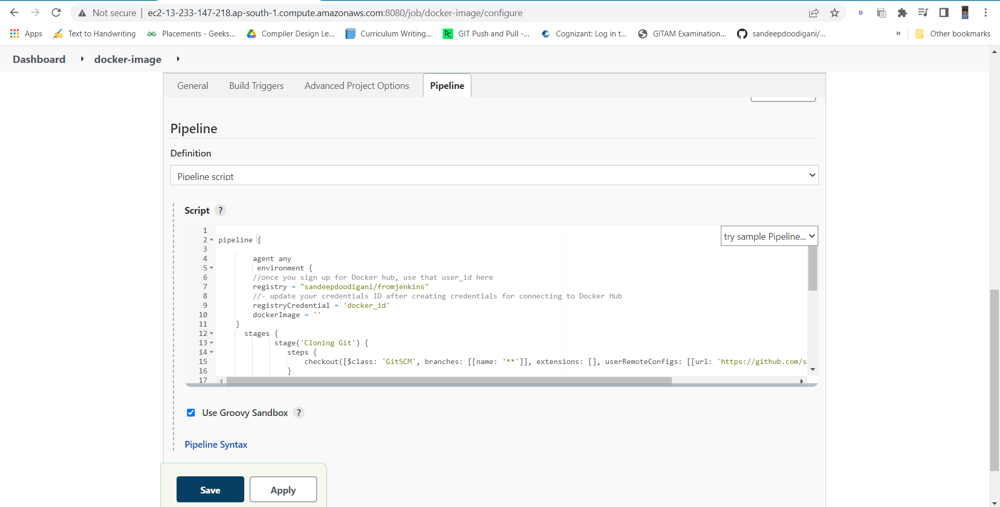 Not secure | ec2-13-233-147-218.ap-south-1.compute.amazonaws.com:8080/job/docker-image/configure
Apps Text to Handwriting Placements - Geeks... Compiler Design Le... Curriculum Writing... GIT Push and Pull -... Cognizant: Log in t... GITAM Examination... sandeepdoodigani/... » Other bookmarks
Dashboard docker-image
General Build Triggers Advanced Project Options Pipeline
Pipeline
Definition
Pipeline script
Script ?
try sample Pipeline...
1
2 pipeline {
3
4 agent any
5 environment {
6 //once you sign up for Docker hub, use that user_id here
7 registry = "sandeepdoodigani/fromjenkins"
8 //- update your credentials ID after creating credentials for connecting to Docker Hub
9 registryCredential = 'docker_id'
10 dockerImage = ''
11 }
12 stages {
13 stage('Cloning Git') {
14 steps {
15 checkout([$class: 'GitSCM', branches: [[name: '**']], extensions: [], userRemoteConfigs: [[url: 'https://github.com/s
16 }
17
Use Groovy Sandbox ?
Pipeline Syntax
Save Apply